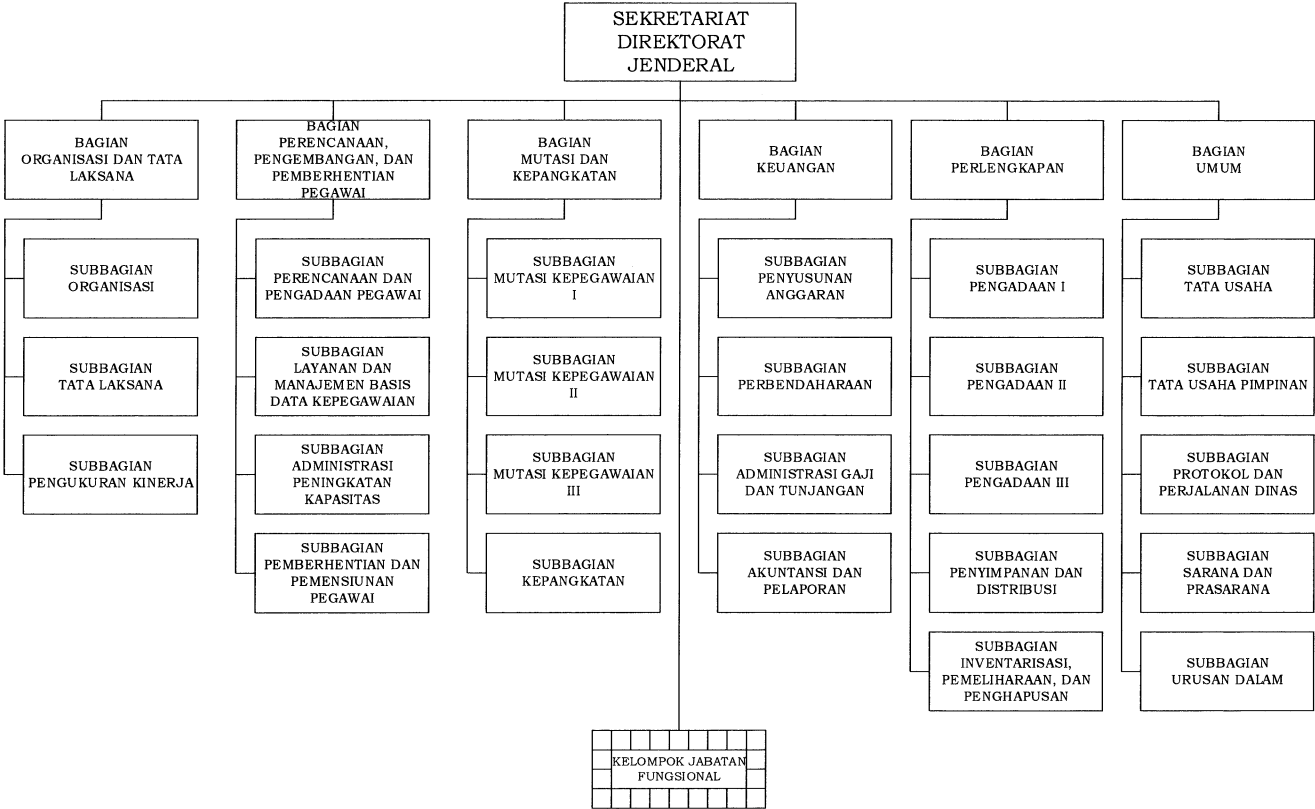 SEKRETARIAT
DIREKTORAT
JENDERAL
BAGIAN
ORGANISASI DAN TATA
LAKSANA
BAGIAN
PERENCANAAN,
PENGEMBANGAN, DAN
PEMBERHENTIAN
PEGAWAI
BAGIAN
MUTASI DAN
KEPANGKATAN
BAGIAN
KEUANGAN
BAGIAN
PERLENGKAPAN
BAGIAN
UMUM
SUBBAGIAN
ORGANISASI
SUBBAGIAN
TATA LAKSANA
SUBBAGIAN
PENGUKURAN KINERJA
SUBBAGIAN
PERENCANAAN DAN
PENGADAAN PEGAWAI
SUBBAGIAN
LAYANAN DAN
MANAJEMEN BASIS
DATA KEPEGAWAIAN
SUBBAGIAN
ADMINISTRASI
PENINGKATAN
KAPASITAS
SUBBAGIAN
PEMBERHENTIAN DAN
PEMENSIUNAN
PEGAWAI
SUBBAGIAN
MUTASI KEPEGAWAIAN
I
SUBBAGIAN
MUTASI KEPEGAWAIAN
II
SUBBAGIAN
MUTASI KEPEGAWAIAN
III
SUBBAGIAN
KEPANGKATAN
SUBBAGIAN
PENYUSUNAN
ANGGARAN
SUBBAGIAN
PERBENDAHARAAN
SUBBAGIAN
ADMINISTRASI GAJI
DAN TUNJANGAN
SUBBAGIAN
AKUNTANSI DAN
PELAPORAN
SUBBAGIAN
PENGADAAN I
SUBBAGIAN
PENGADAAN II
SUBBAGIAN
PENGADAAN III
SUBBAGIAN
PENYIMPANAN DAN
DISTRIBUSI
SUBBAGIAN
INVENTARISASI,
PEMELIHARAAN, DAN
PENGHAPUSAN
SUBBAGIAN
TATA USAHA
SUBBAGIAN
TATA USAHA PIMPINAN
SUBBAGIAN
PROTOKOL DAN
PERJALANAN DINAS
SUBBAGIAN
SARANA DAN
PRASARANA
SUBBAGIAN
URUSAN DALAM
KELOMPOK JABATAN
FUNGSIONAL